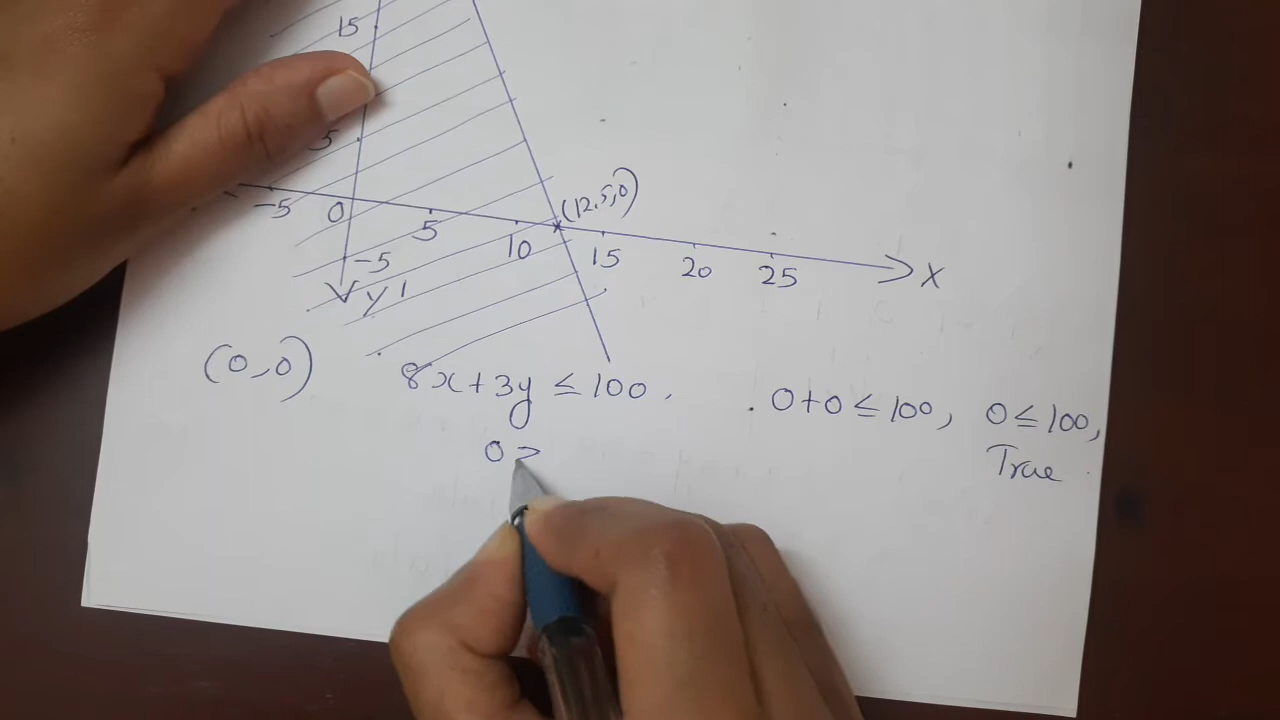 15
5
(12.5,0)
-5 0 5 10 15 20 25 X
-5
Y'
(0,0) 8x+3y ≤ 100, 0+0 ≤ 100, 0 ≤ 100,
0 > True